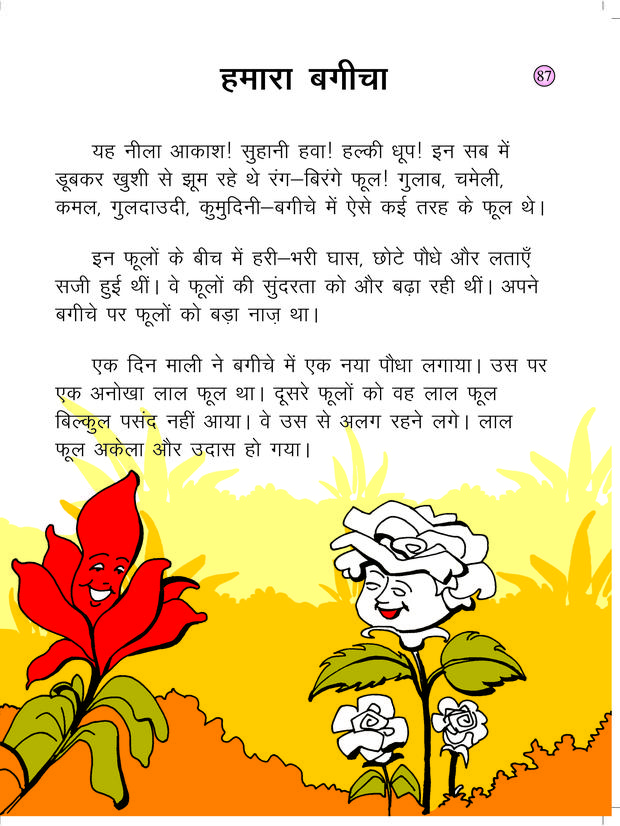 हमारा बगीचा
87
यह नीला आकाश! सुहानी हवा! हल्की धूप! इन सब में
डूबकर खुशी से झूम रहे थे रंग–बिरंगे फूल! गुलाब, चमेली,
कमल, गुलदाउदी, कुमुदिनी–बगीचे में ऐसे कई तरह के फूल थे।
इन फूलों के बीच में हरी–भरी घास, छोटे पौधे और लताएँ
सजी हुई थीं। वे फूलों की सुंदरता को और बढ़ा रही थीं। अपने
बगीचे पर फूलों को बड़ा नाज़ था।
एक दिन माली ने बगीचे में एक नया पौधा लगाया। उस पर
एक अनोखा लाल फूल था। दूसरे फूलों को वह लाल फूल
बिल्कुल पसंद नहीं आया। वे उस से अलग रहने लगे। लाल
फूल अकेला और उदास हो गया।